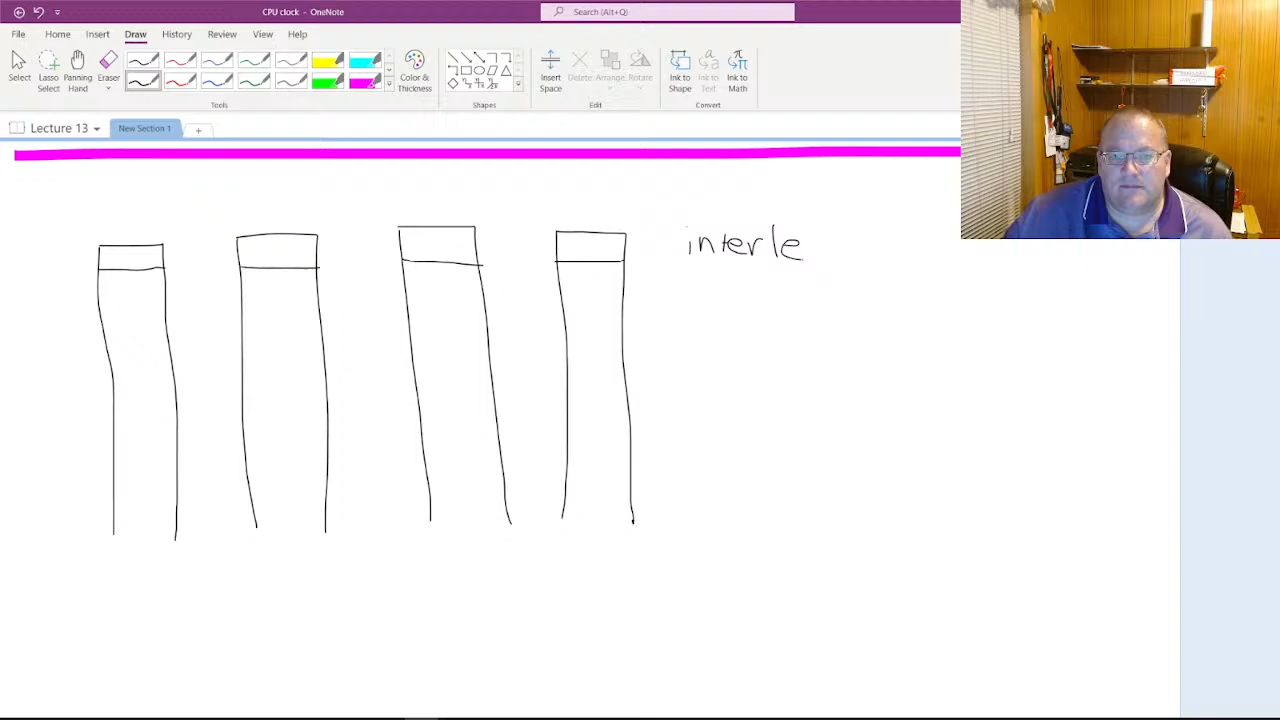 CPU clock - OneNote
Search (Alt+Q)
File Home Insert Draw History Review View Help
Select
Lasso Select
Panning Hand
Eraser
Color & Thickness
Insert Space
Delete
Arrange
Rotate
Ink to Shape
Ink to Text
Ink to Math
Tools
Shapes
Edit
Convert
Lecture 13
New Section 1
+
interle